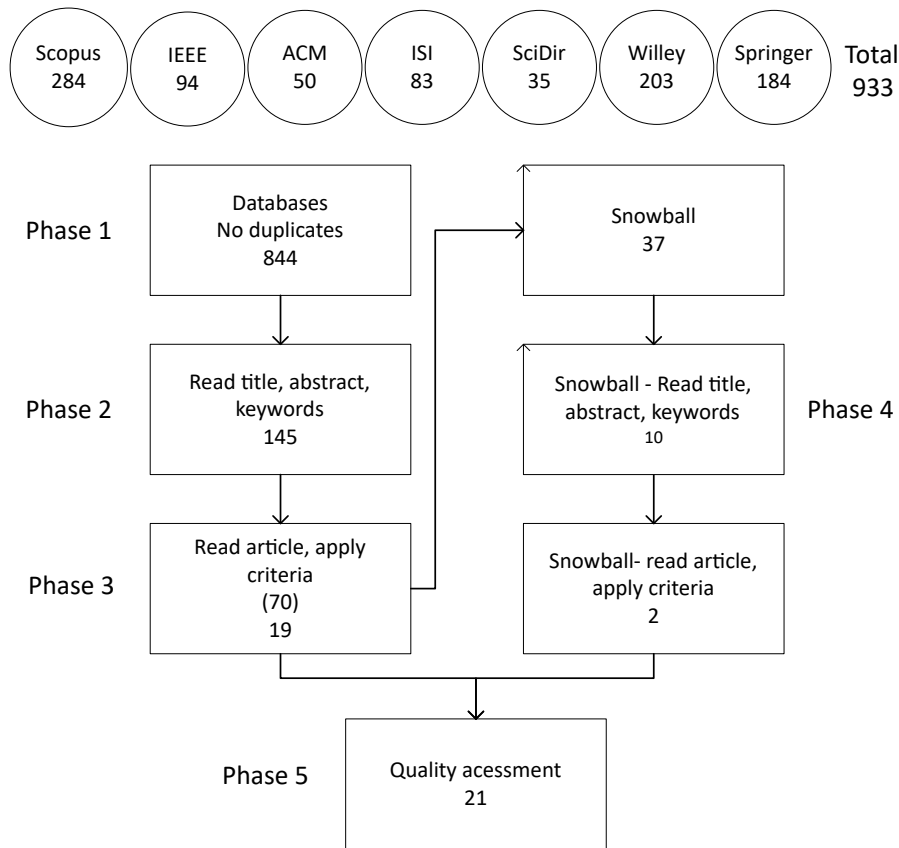 Scopus
284
IEEE
94
ACM
50
ISI
83
SciDir
35
Willey
203
Springer
184
Total
933
Phase 1
Databases
No duplicates
844
Snowball
37
Phase 2
Read title, abstract,
keywords
145
Snowball - Read title,
abstract, keywords
10
Phase 4
Phase 3
Read article, apply
criteria
(70)
19
Snowball- read article,
apply criteria
2
Phase 5
Quality acessment
21